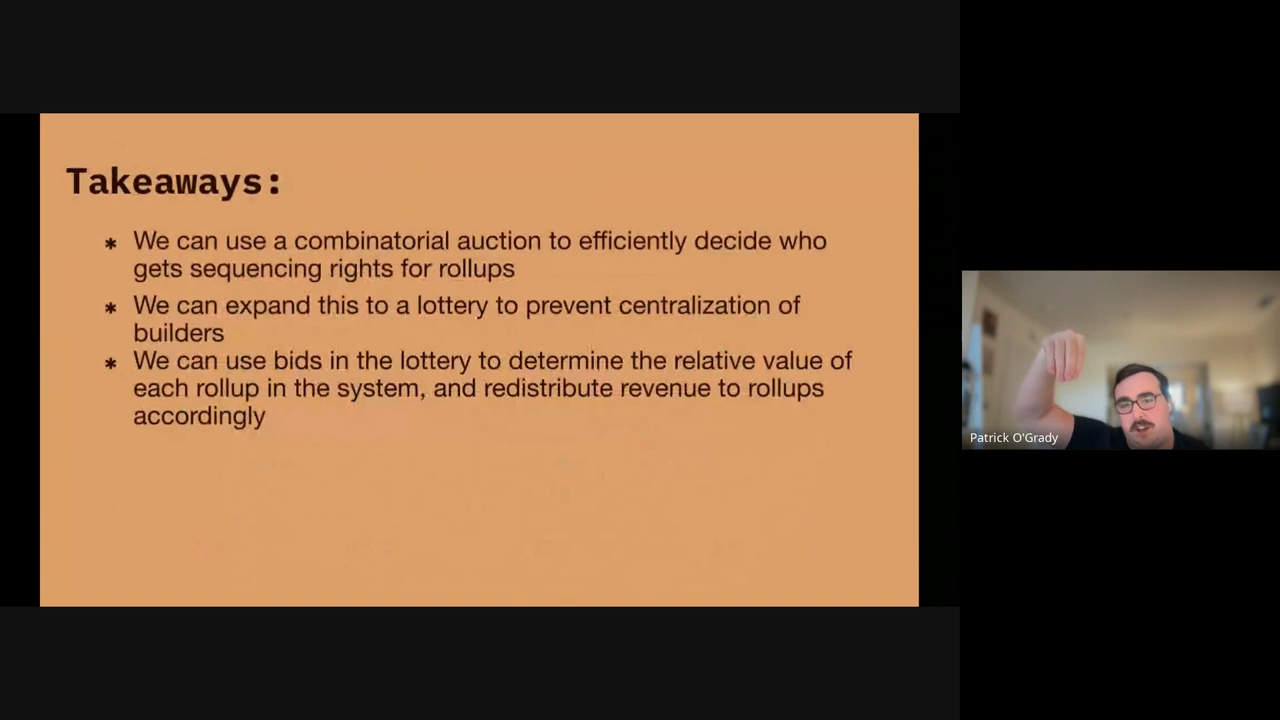 Takeaways:
* We can use a combinatorial auction to efficiently decide who
gets sequencing rights for rollups
* We can expand this to a lottery to prevent centralization of
builders
* We can use bids in the lottery to determine the relative value of
each rollup in the system, and redistribute revenue to rollups
accordingly
Patrick O'Grady